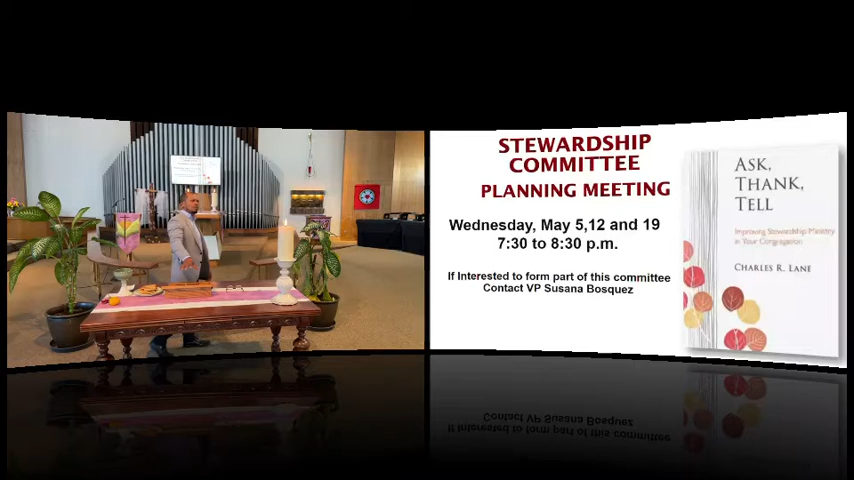 STEWARDSHIP
COMMITTEE
PLANNING MEETING
Wednesday, May 5,12 and 19
7:30 to 8:30 p.m.
If Interested to form part of this committee
Contact VP Susana Bosquez
ASK,
THANK,
TELL
Improving Stewardship Ministry
in Your Congregation
CHARLES R. LANE